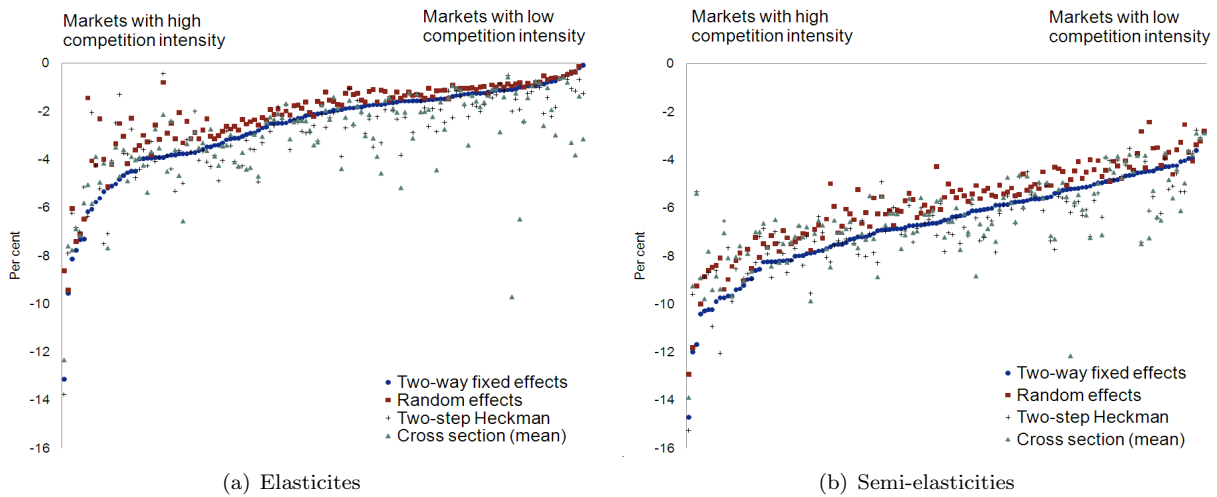 Markets with high
competition intensity
Markets with low
competition intensity
0
-2
-4
-6
-8
-10
-12
-14
-16
Per cent
Two-way fixed effects
Random effects
Two-step Heckman
Cross section (mean)
(a) Elasticites
Markets with high
competition intensity
Markets with low
competition intensity
0
-2
-4
-6
-8
-10
-12
-14
-16
Per cent
Two-way fixed effects
Random effects
Two-step Heckman
Cross section (mean)
(b) Semi-elasticities